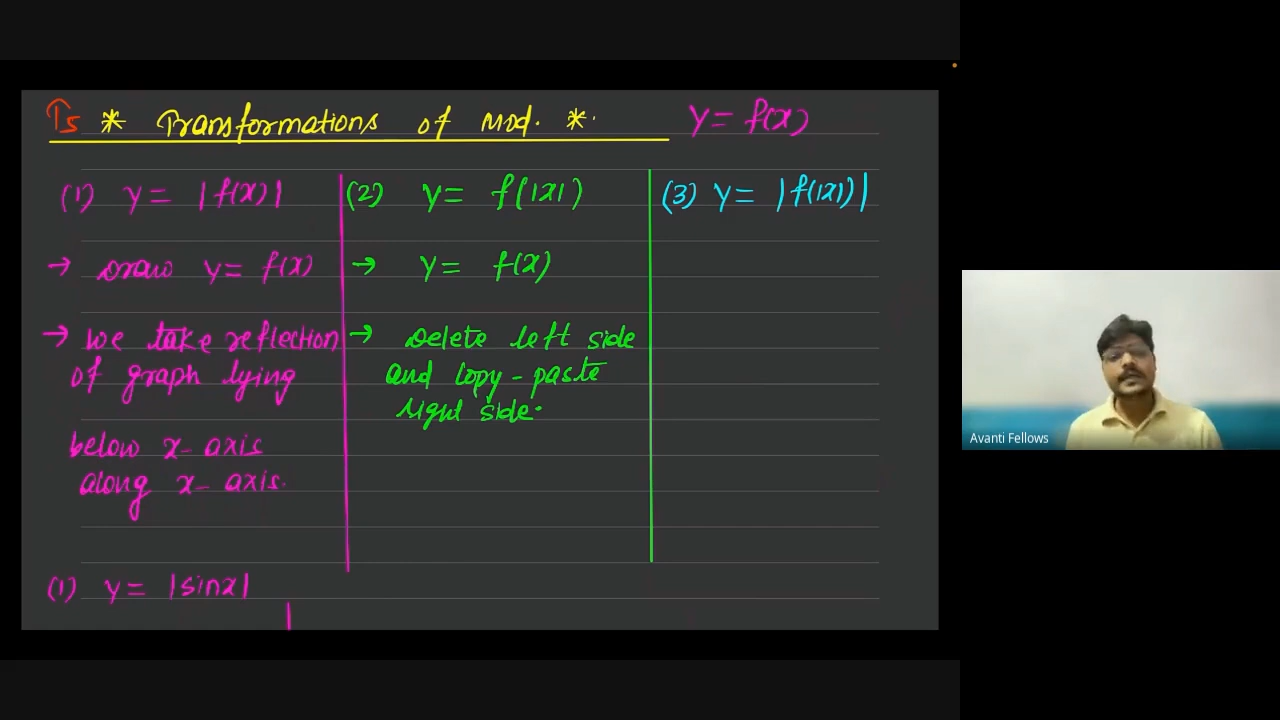 T5 * Transformations of Mod. * y = f(x)
(1) y = |f(x)|
→ Draw y = f(x)
→ We take reflection
of graph lying
below x-axis
along x-axis.
(2) y = f(|x|)
→ y = f(x)
→ Delete left side
and copy-paste
right side.
(3) y = |f(|x|)|
(1) y = |sinx|
Avanti Fellows